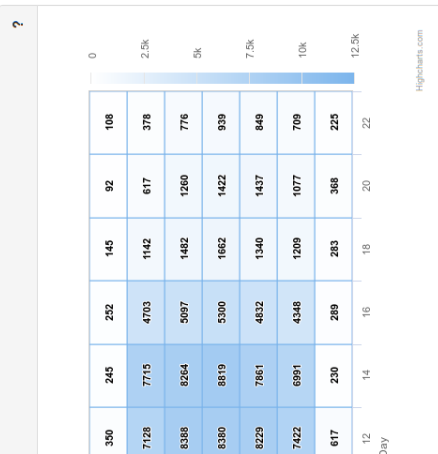 ?
0
350 245 252 145 92 108
7128 7715 4703 1142 617 378
2.5k
8388 8264 5097 1482 1260 776
5k
8380 8819 5300 1662 1422 939
7.5k
8229 7861 4832 1340 1437 849
7422 6991 4348 1209 1077 709
10k
617 230 289 283 368 225
12.5k
12 14 16 18 20 22
Day
Highcharts.com